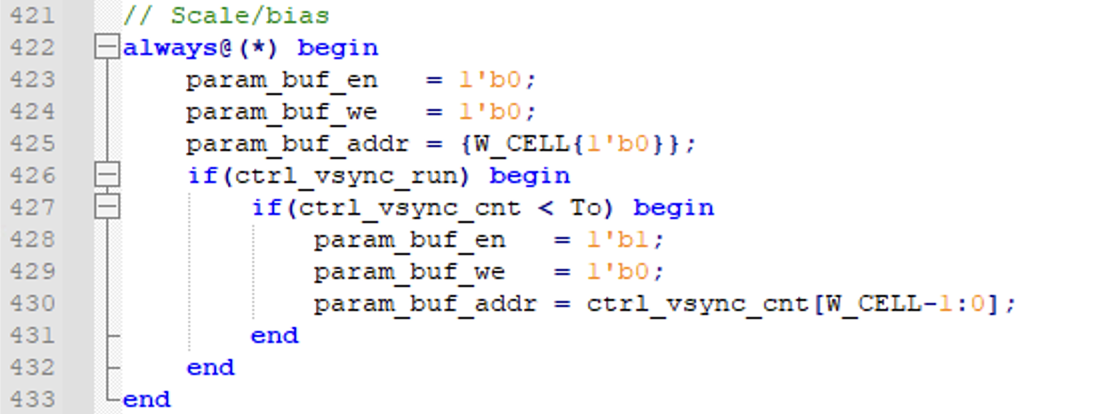 421 // Scale/bias
422 always@(*) begin
423     param_buf_en   = 1'b0;
424     param_buf_we   = 1'b0;
425     param_buf_addr = {W_CELL{1'b0}};
426     if(ctrl_vsync_run) begin
427         if(ctrl_vsync_cnt < To) begin
428             param_buf_en   = 1'b1;
429             param_buf_we   = 1'b0;
430             param_buf_addr = ctrl_vsync_cnt[W_CELL-1:0];
431         end
432     end
433 end